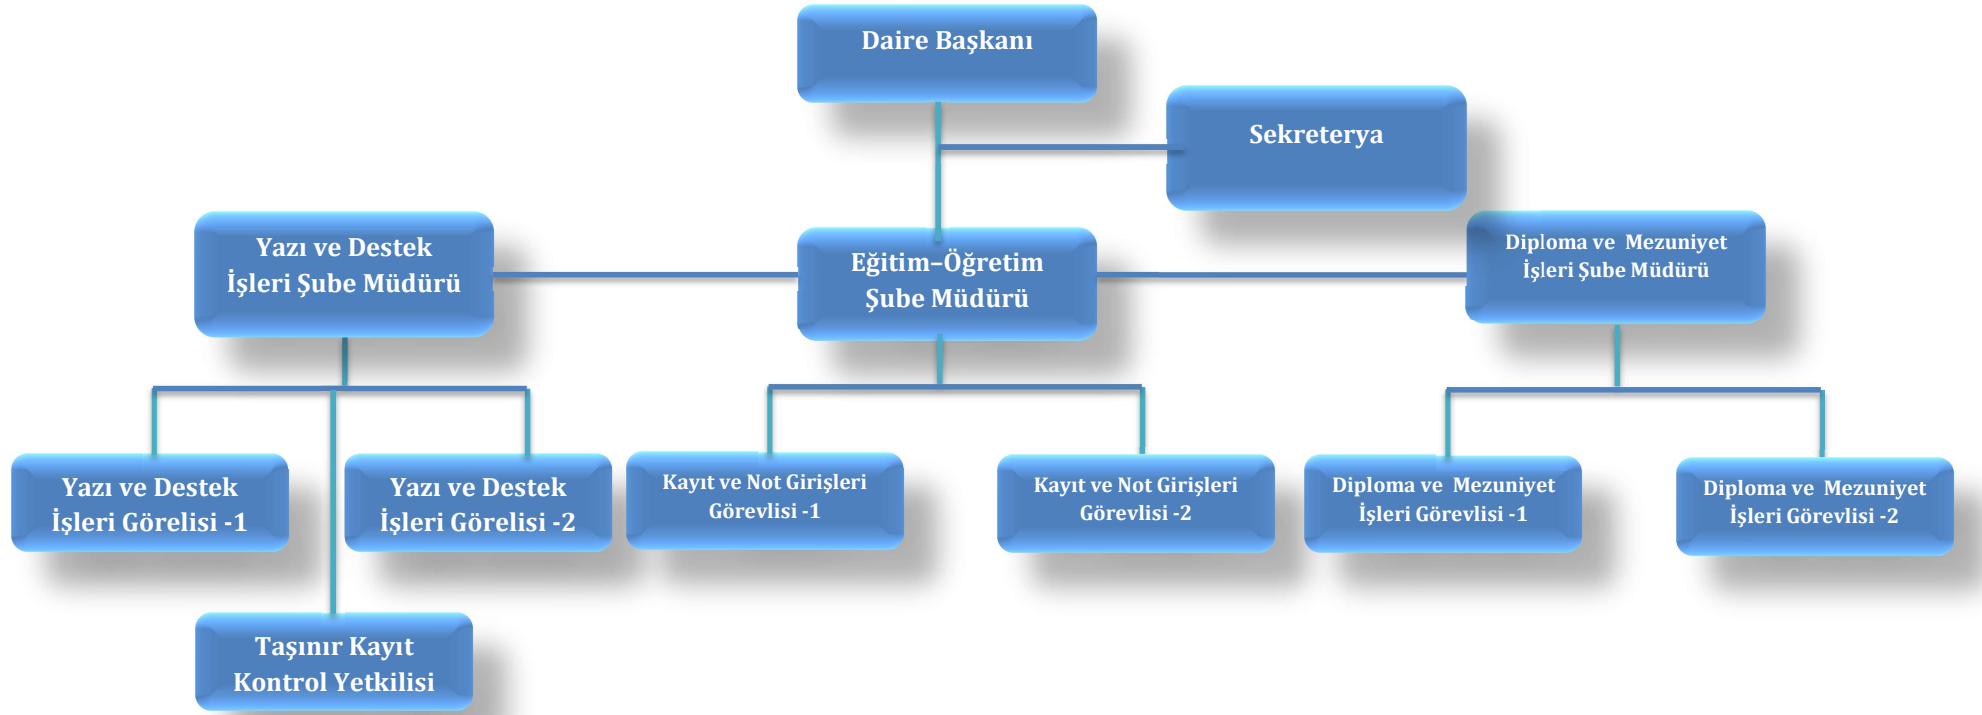 Daire Başkanı
Sekreterya
Yazı ve Destek
İşleri Şube Müdürü
Eğitim–Öğretim
Şube Müdürü
Diploma ve  Mezuniyet
İşleri Şube Müdürü
Yazı ve Destek
İşleri Görelisi -1
Yazı ve Destek
İşleri Görelisi -2
Kayıt ve Not Girişleri
Görevlisi -1
Kayıt ve Not Girişleri
Görevlisi -2
Diploma ve  Mezuniyet
İşleri Görevlisi -1
Diploma ve  Mezuniyet
İşleri Görevlisi -2
Taşınır Kayıt
Kontrol Yetkilisi